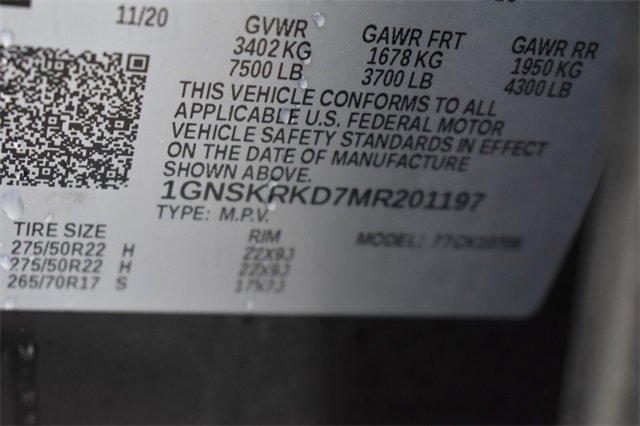 11/20 GVWR GAWR FRT GAWR RR
3402 KG 1678 KG 1950 KG
7500 LB 3700 LB 4300 LB
THIS VEHICLE CONFORMS TO ALL
APPLICABLE U.S. FEDERAL MOTOR
VEHICLE SAFETY STANDARDS IN EFFECT
ON THE DATE OF MANUFACTURE
SHOWN ABOVE.
1GNSKRKD7MR201197
TYPE: M.P.V.
TIRE SIZE RIM MODEL:
275/50R22 H 22X9J
275/50R22 H 22X9J
265/70R17 S 17X7J